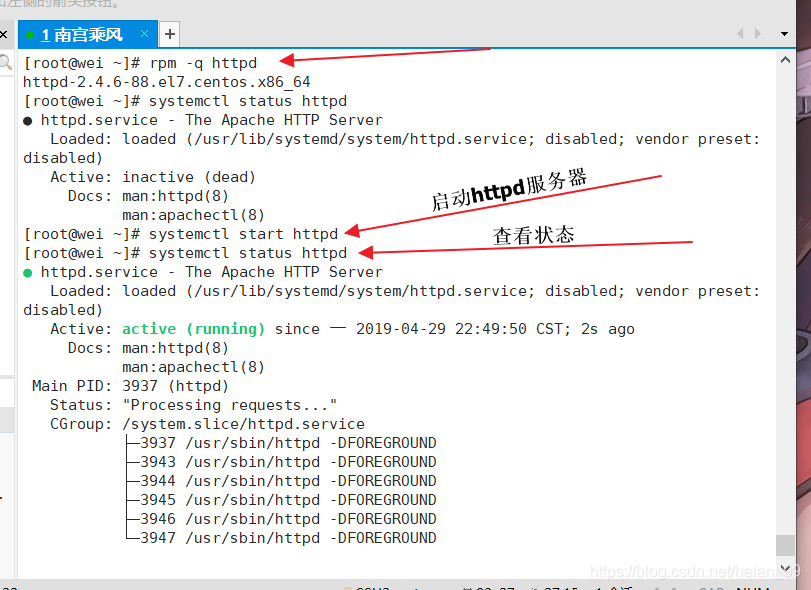 1 南宫乘风
[root@wei ~]# rpm -q httpd
httpd-2.4.6-88.el7.centos.x86_64
[root@wei ~]# systemctl status httpd
● httpd.service - The Apache HTTP Server
Loaded: loaded (/usr/lib/systemd/system/httpd.service; disabled; vendor preset:
disabled)
Active: inactive (dead)
Docs: man:httpd(8)
man:apachectl(8)
启动httpd服务器
[root@wei ~]# systemctl start httpd
查看状态
[root@wei ~]# systemctl status httpd
● httpd.service - The Apache HTTP Server
Loaded: loaded (/usr/lib/systemd/system/httpd.service; disabled; vendor preset:
disabled)
Active: active (running) since 一 2019-04-29 22:49:50 CST; 2s ago
Docs: man:httpd(8)
man:apachectl(8)
Main PID: 3937 (httpd)
Status: "Processing requests..."
CGroup: /system.slice/httpd.service
├─3937 /usr/sbin/httpd -DFOREGROUND
├─3943 /usr/sbin/httpd -DFOREGROUND
├─3944 /usr/sbin/httpd -DFOREGROUND
├─3945 /usr/sbin/httpd -DFOREGROUND
├─3946 /usr/sbin/httpd -DFOREGROUND
└─3947 /usr/sbin/httpd -DFOREGROUND